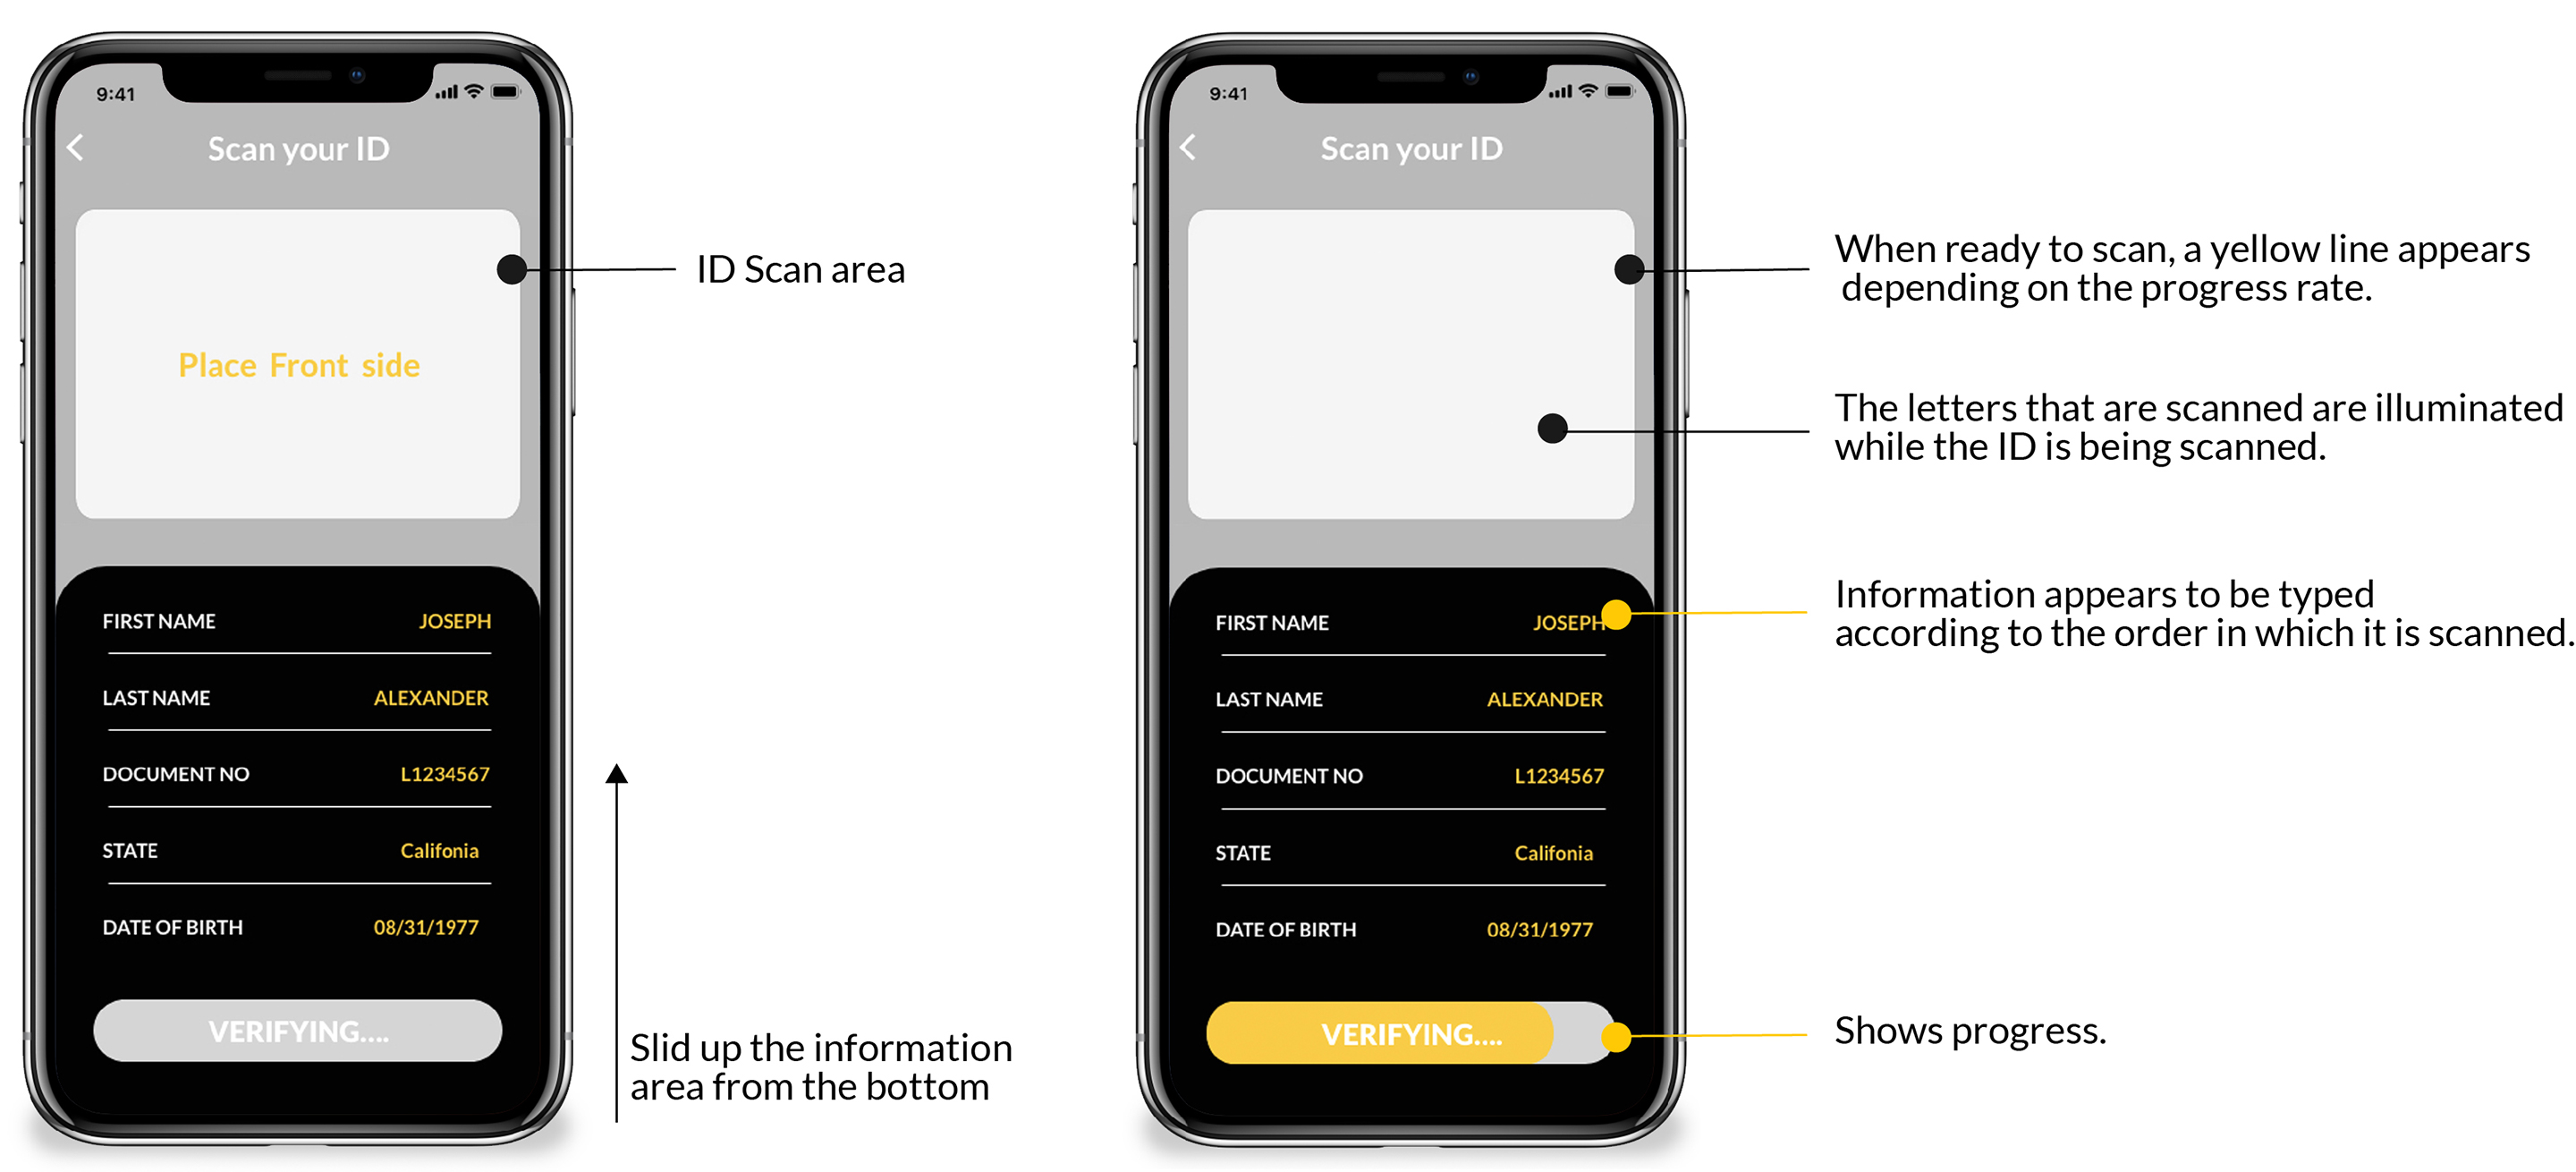 9:41
Scan your ID
Place Front side
ID Scan area
FIRST NAME JOSEPH
LAST NAME ALEXANDER
DOCUMENT NO L1234567
STATE Califonia
DATE OF BIRTH 08/31/1977
VERIFYING....
Slid up the information
area from the bottom
9:41
Scan your ID
When ready to scan, a yellow line appears
depending on the progress rate.
The letters that are scanned are illuminated
while the ID is being scanned.
FIRST NAME JOSEPH
LAST NAME ALEXANDER
DOCUMENT NO L1234567
STATE Califonia
DATE OF BIRTH 08/31/1977
VERIFYING....
Information appears to be typed
according to the order in which it is scanned.
Shows progress.